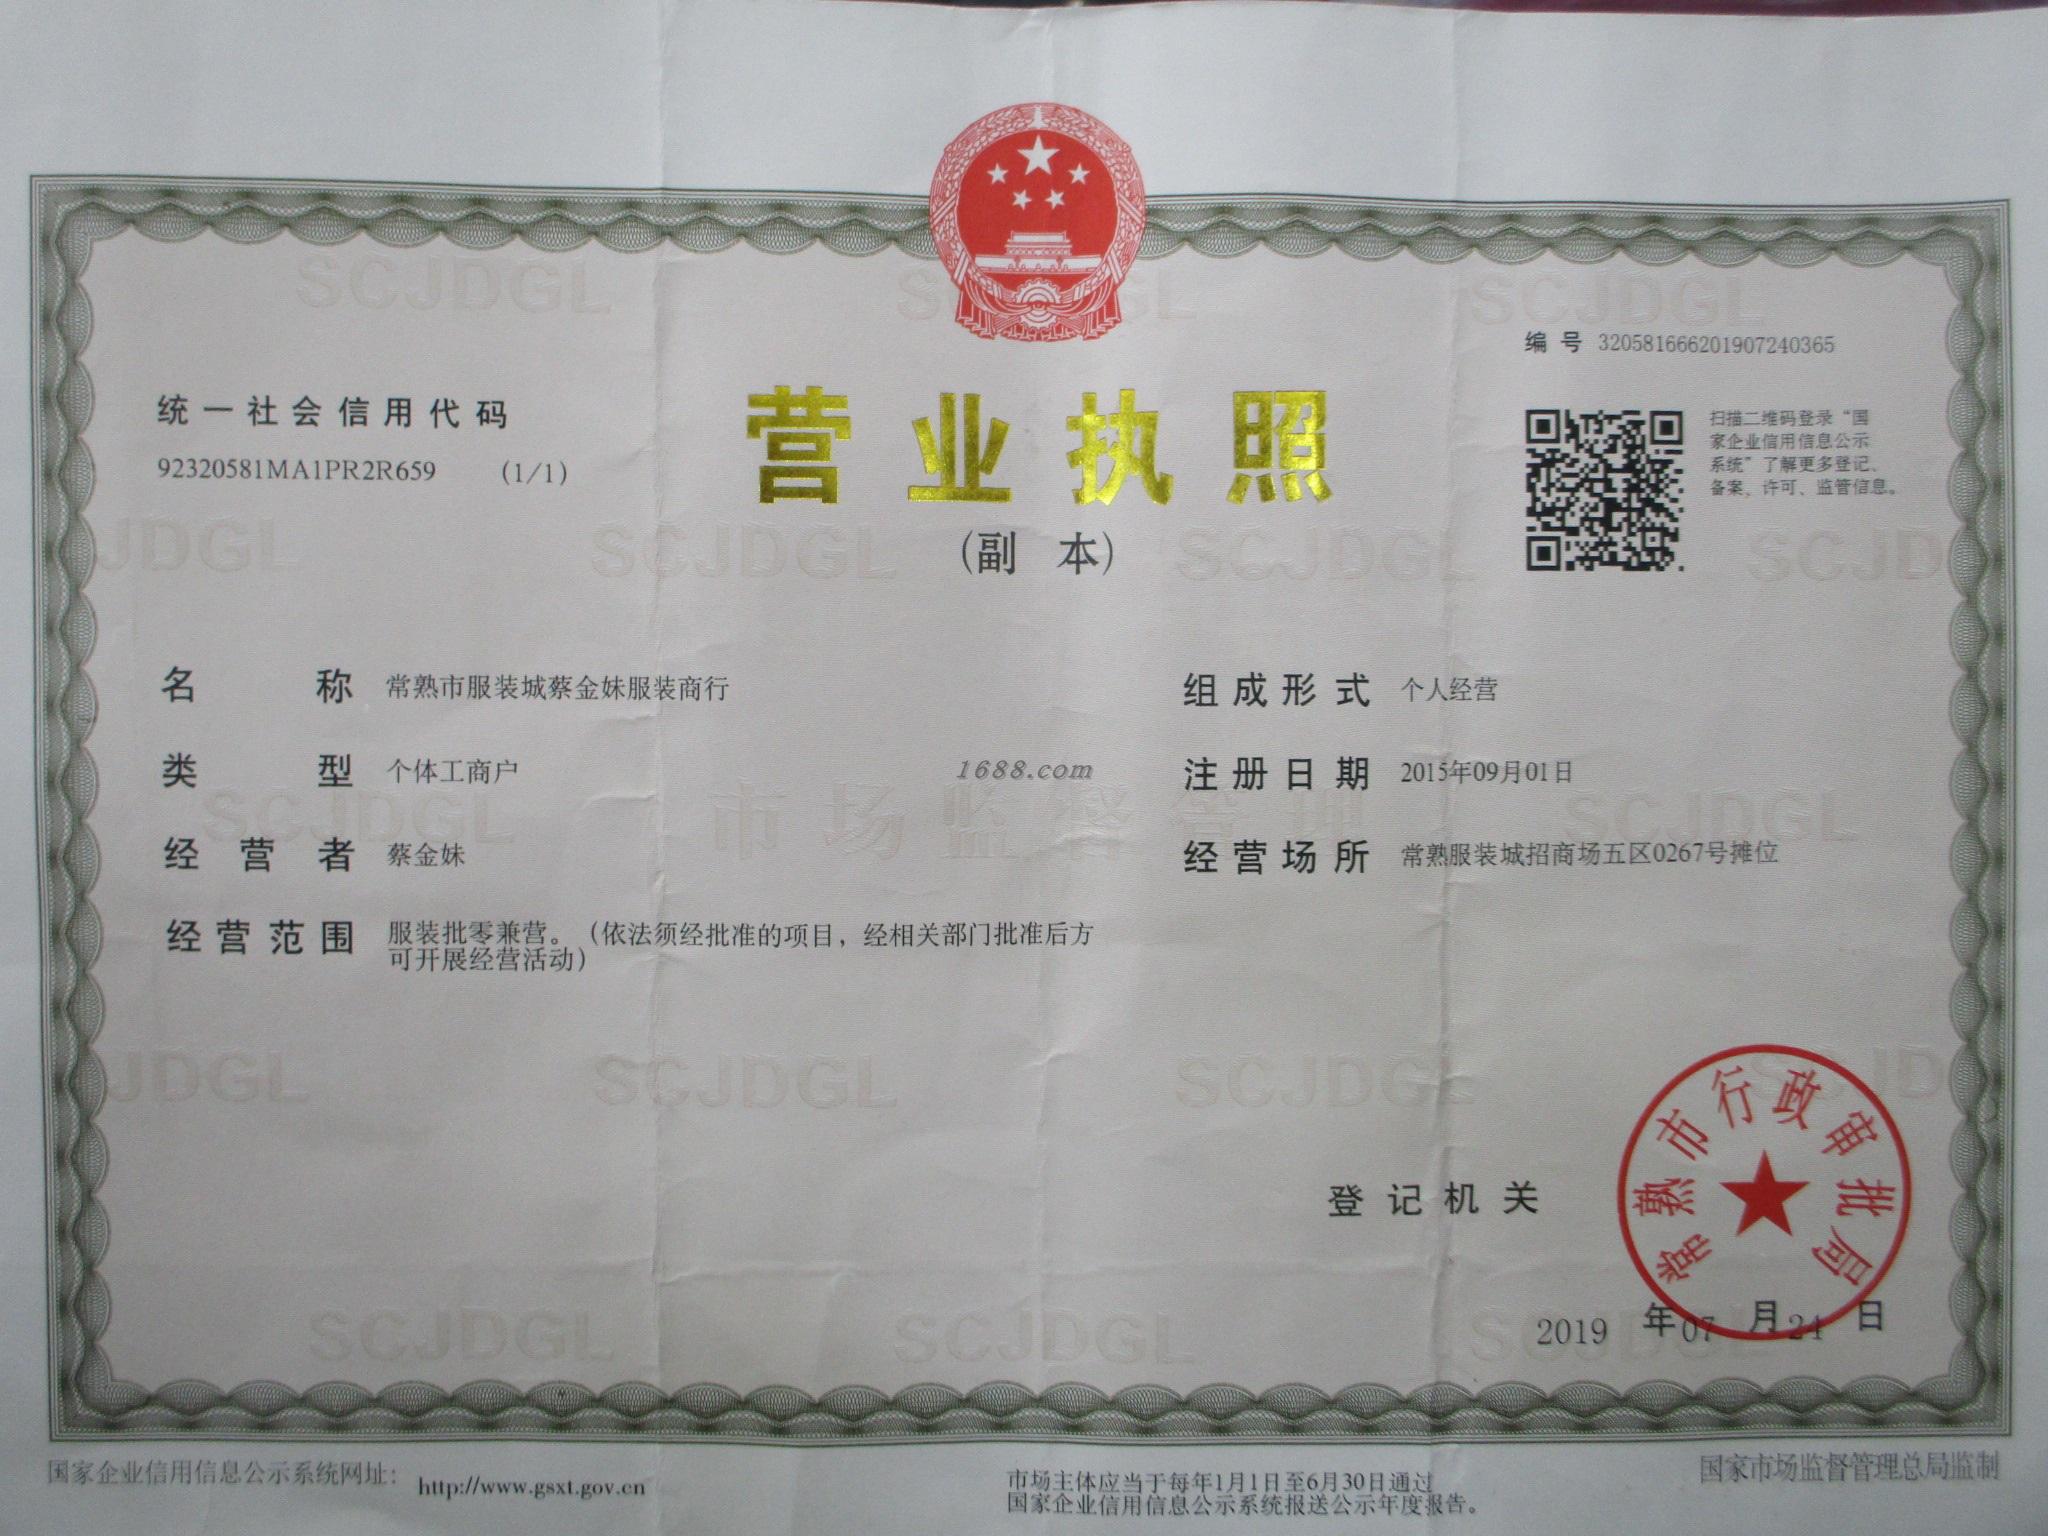 编号 320581666201907240365
统一社会信用代码
92320581MA1PR2R659 (1/1)
营业执照
(副 本)
扫描二维码登录“国
家企业信用信息公示
系统”了解更多登记、
备案、许可、监管信息。
名称 常熟市服装城蔡金妹服装商行
类型 个体工商户
经营者 蔡金妹
经营范围 服装批零兼营。（依法须经批准的项目，经相关部门批准后方
可开展经营活动）
组成形式 个人经营
注册日期 2015年09月01日
经营场所 常熟服装城招商场五区0267号摊位
1688.com
SCJDGL
市场监督管理
登记机关
常熟市行政审批局
2019 年 07 月 24 日
国家企业信用信息公示系统网址： http://www.gsxt.gov.cn
市场主体应当于每年1月1日至6月30日通过
国家企业信用信息公示系统报送公示年度报告。
国家市场监督管理总局监制